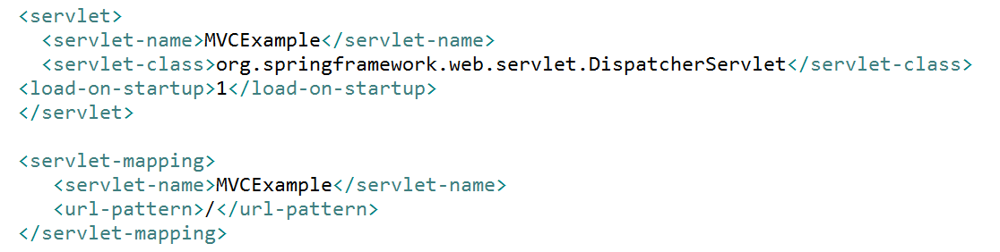 <servlet>
<servlet-name>MVCExample</servlet-name>
<servlet-class>org.springframework.web.servlet.DispatcherServlet</servlet-class>
<load-on-startup>1</load-on-startup>
</servlet>
<servlet-mapping>
<servlet-name>MVCExample</servlet-name>
<url-pattern>/</url-pattern>
</servlet-mapping>